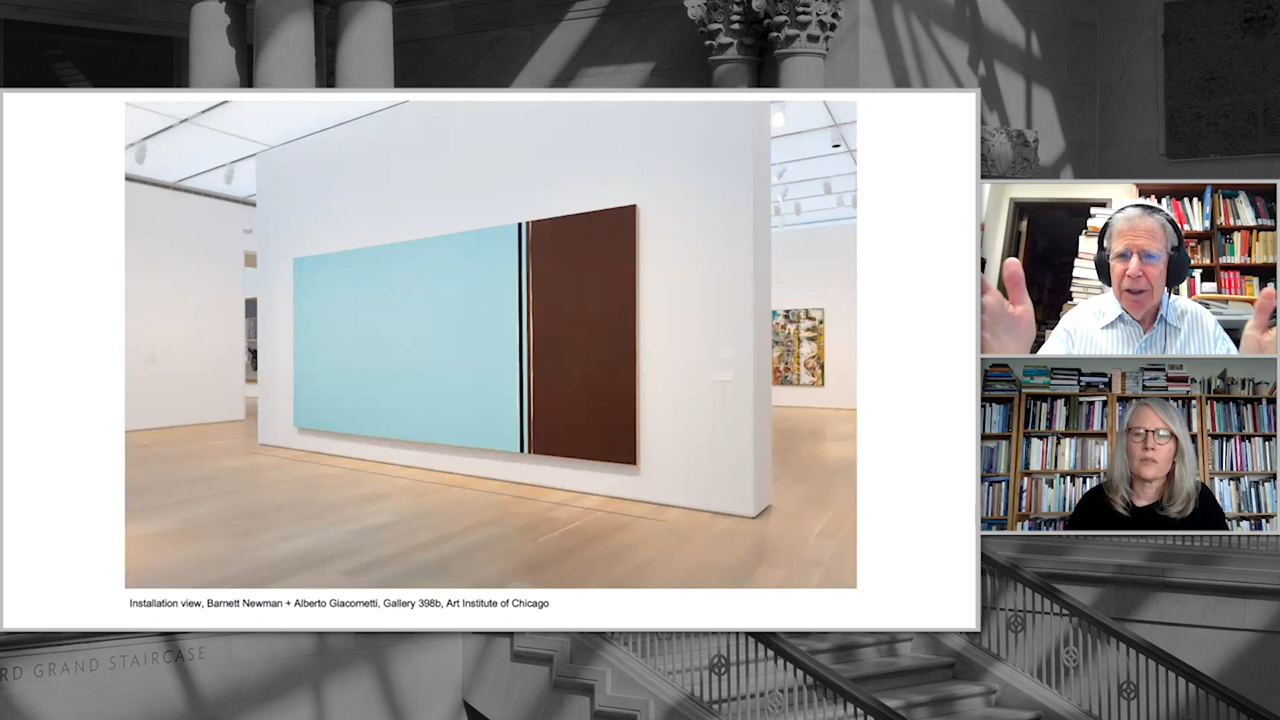 Installation view, Barnett Newman + Alberto Giacometti, Gallery 398b, Art Institute of Chicago
RD GRAND STAIRCASE